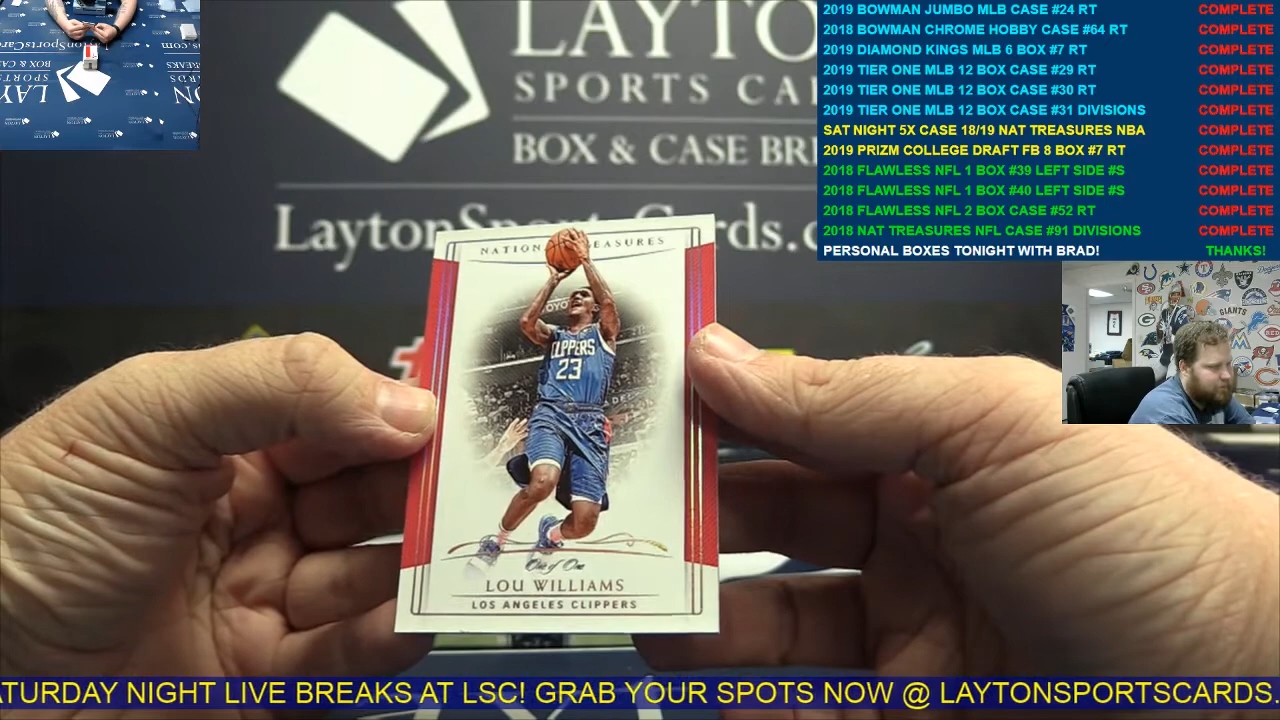 2019 BOWMAN JUMBO MLB CASE #24 RT COMPLETE
2018 BOWMAN CHROME HOBBY CASE #64 RT COMPLETE
2019 DIAMOND KINGS MLB 6 BOX #7 RT COMPLETE
2019 TIER ONE MLB 12 BOX CASE #29 RT COMPLETE
2019 TIER ONE MLB 12 BOX CASE #30 RT COMPLETE
2019 TIER ONE MLB 12 BOX CASE #31 DIVISIONS COMPLETE
SAT NIGHT 5X CASE 18/19 NAT TREASURES NBA COMPLETE
2019 PRIZM COLLEGE DRAFT FB 8 BOX #7 RT COMPLETE
2018 FLAWLESS NFL 1 BOX #39 LEFT SIDE #S COMPLETE
2018 FLAWLESS NFL 1 BOX #40 LEFT SIDE #S COMPLETE
2018 FLAWLESS NFL 2 BOX CASE #52 RT COMPLETE
2018 NAT TREASURES NFL CASE #91 DIVISIONS COMPLETE
PERSONAL BOXES TONIGHT WITH BRAD! THANKS!
LAYTO
SPORTS CA
BOX & CASE BRE
LaytonSport Cards.c
NATION EASURES
CLIPPERS
23
One of One
LOU WILLIAMS
LOS ANGELES CLIPPERS
GIANTS
ATURDAY NIGHT LIVE BREAKS AT LSC! GRAB YOUR SPOTS NOW @ LAYTONSPORTSCARDS.